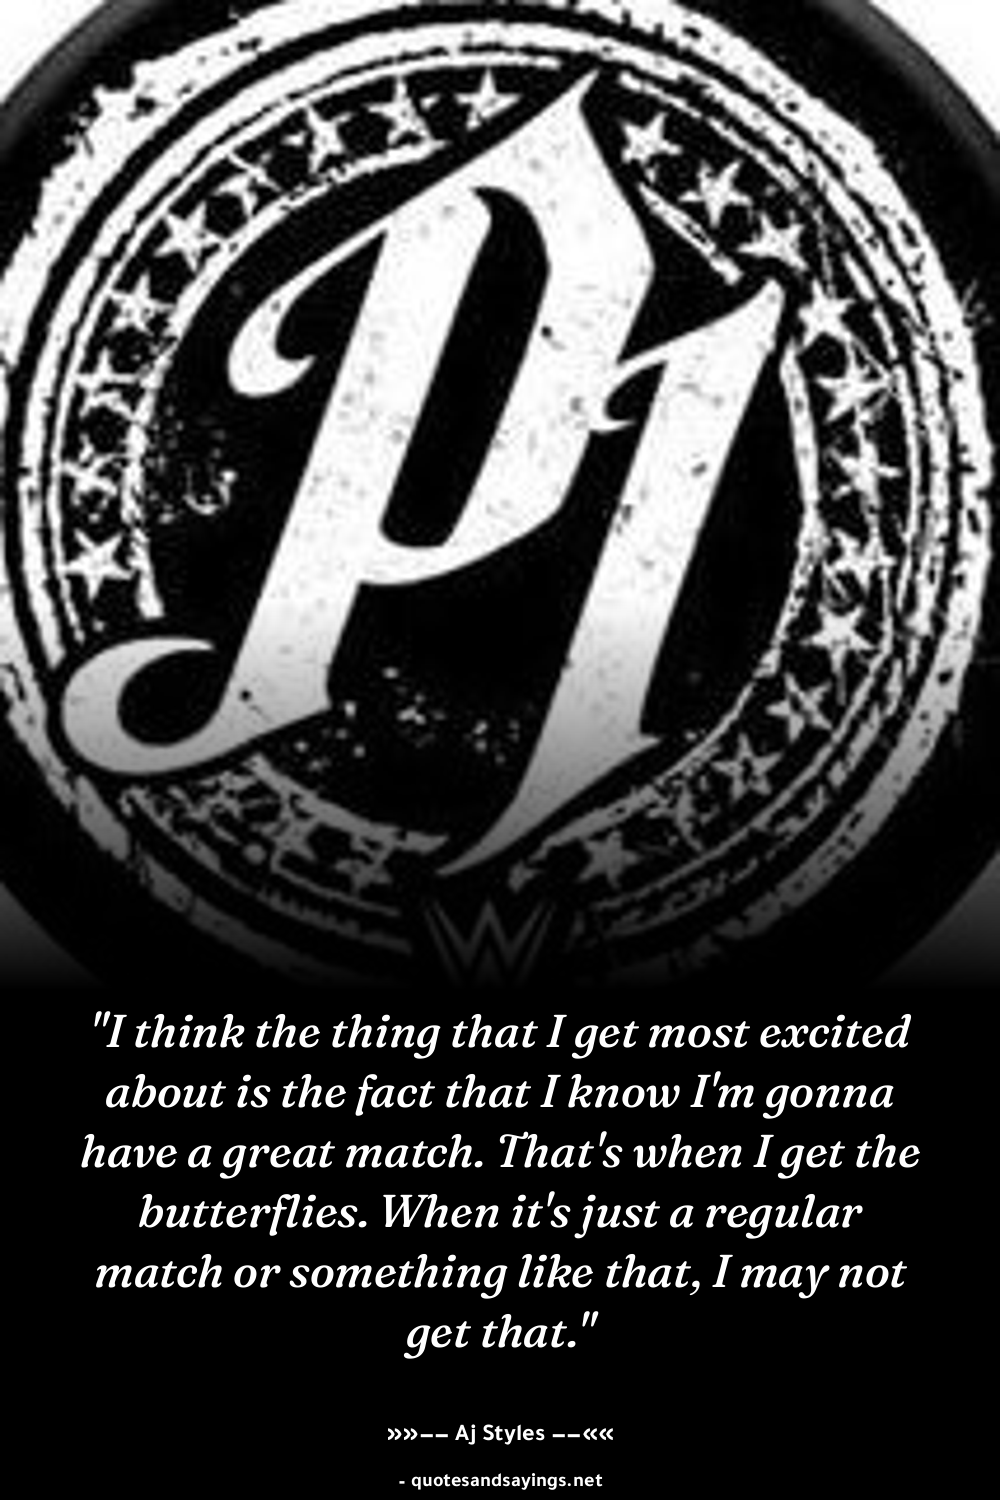 P1
W
"I think the thing that I get most excited
about is the fact that I know I'm gonna
have a great match. That's when I get the
butterflies. When it's just a regular
match or something like that, I may not
get that."
»»−− Aj Styles −−««
- quotesandsayings.net